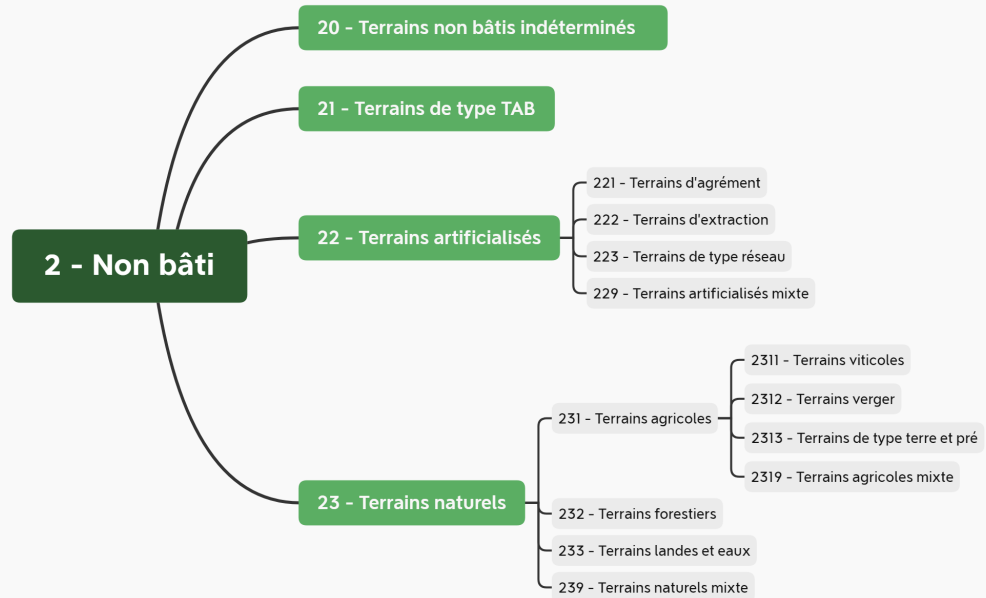 20 - Terrains non bâtis indéterminés
21 - Terrains de type TAB
2 - Non bâti
22 - Terrains artificialisés
221 - Terrains d'agrément
222 - Terrains d'extraction
223 - Terrains de type réseau
229 - Terrains artificialisés mixte
23 - Terrains naturels
231 - Terrains agricoles
2311 - Terrains viticoles
2312 - Terrains verger
2313 - Terrains de type terre et pré
2319 - Terrains agricoles mixte
232 - Terrains forestiers
233 - Terrains landes et eaux
239 - Terrains naturels mixte